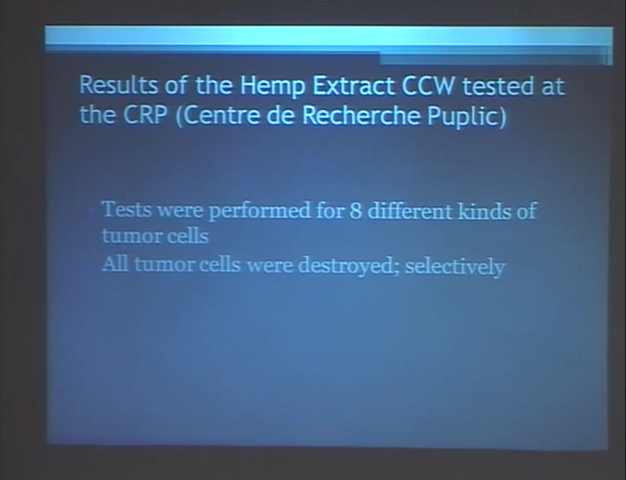 Results of the Hemp Extract CCW tested at
the CRP (Centre de Recherche Puplic)
Tests were performed for 8 different kinds of
tumor cells
All tumor cells were destroyed; selectively